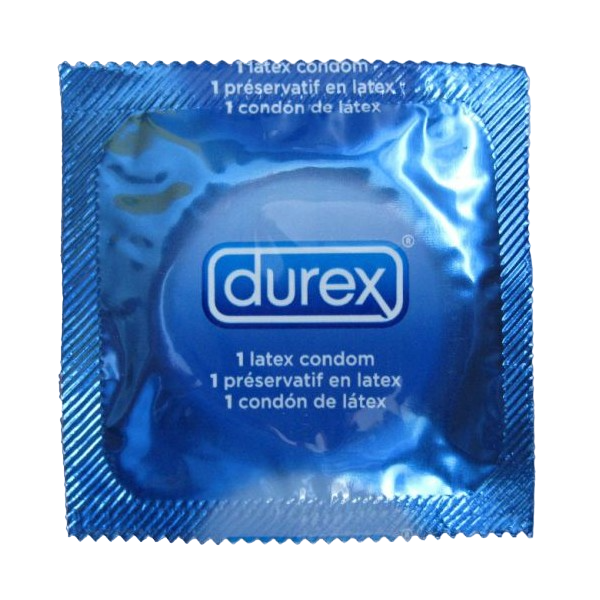 1 latex condom
1 préservatif en latex
1 condón de látex
durex®
1 latex condom
1 préservatif en latex
1 condón de látex